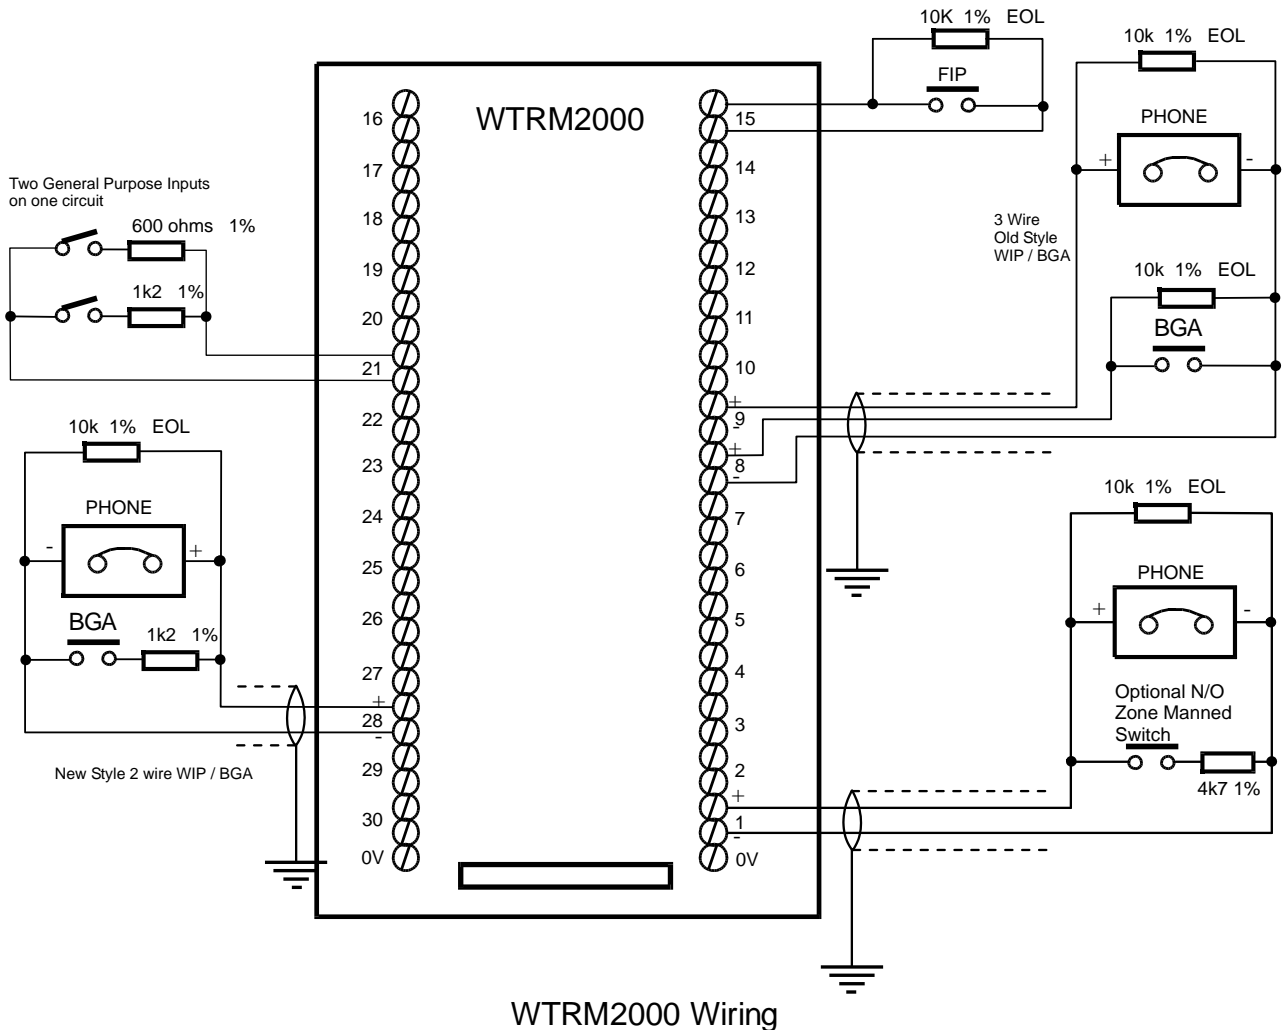 WTRM2000
16
17
18
19
20
21
22
23
24
25
26
27
+
28
-
29
30
0V
15
14
13
12
11
10
+
9
-
+
8
-
7
6
5
4
3
2
+
1
-
0V
Two General Purpose Inputs
on one circuit
600 ohms 1%
1k2 1%
10k 1% EOL
PHONE
- +
BGA
1k2 1%
New Style 2 wire WIP / BGA
10K 1% EOL
FIP
10k 1% EOL
PHONE
+ -
3 Wire
Old Style
WIP / BGA
10k 1% EOL
BGA
10k 1% EOL
PHONE
+ -
Optional N/O
Zone Manned
Switch
4k7 1%
WTRM2000 Wiring